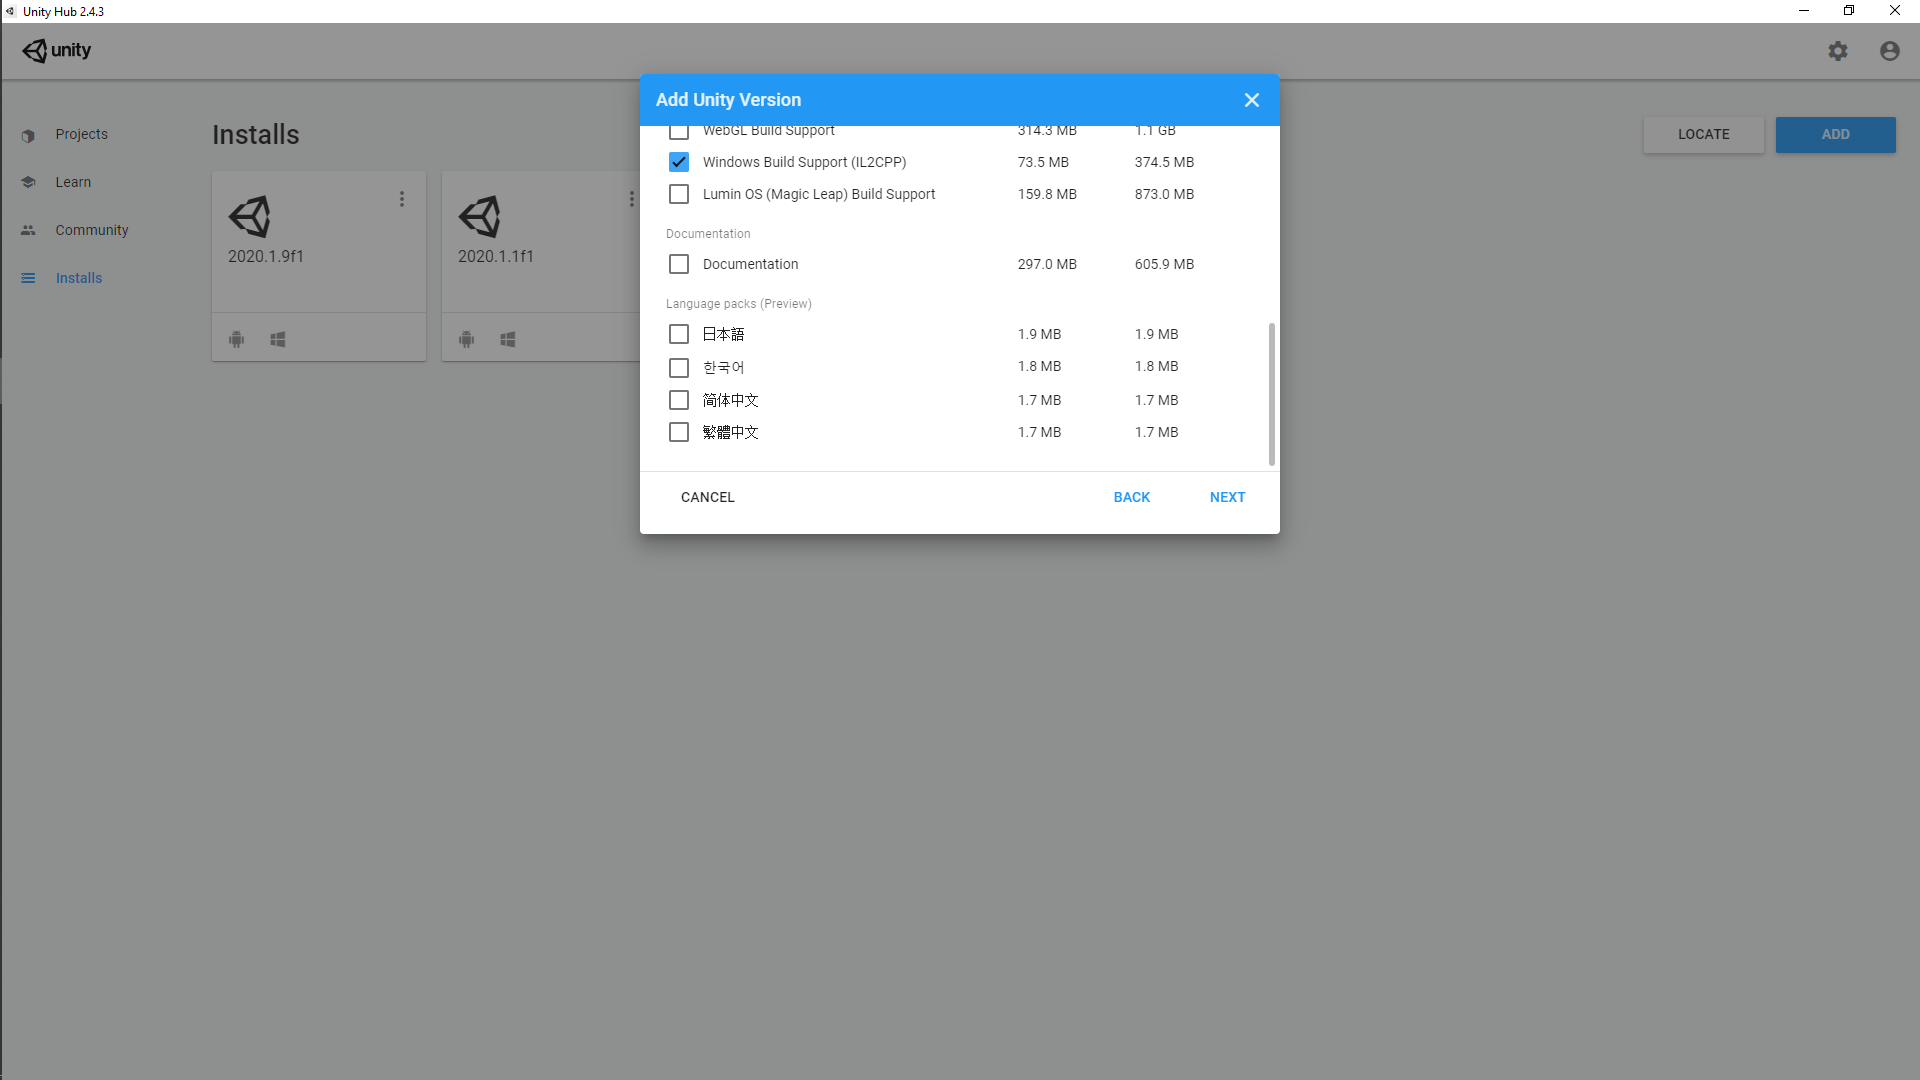 Unity Hub 2.4.3
unity
Add Unity Version
Projects
Learn
Community
Installs
Installs
LOCATE
ADD
2020.1.9f1
2020.1.1f1
WebGL Build Support 314.3 MB 1.1 GB
Windows Build Support (IL2CPP) 73.5 MB 374.5 MB
Lumin OS (Magic Leap) Build Support 159.8 MB 873.0 MB
Documentation
Documentation 297.0 MB 605.9 MB
Language packs (Preview)
日本語 1.9 MB 1.9 MB
한국어 1.8 MB 1.8 MB
简体中文 1.7 MB 1.7 MB
繁體中文 1.7 MB 1.7 MB
CANCEL
BACK
NEXT